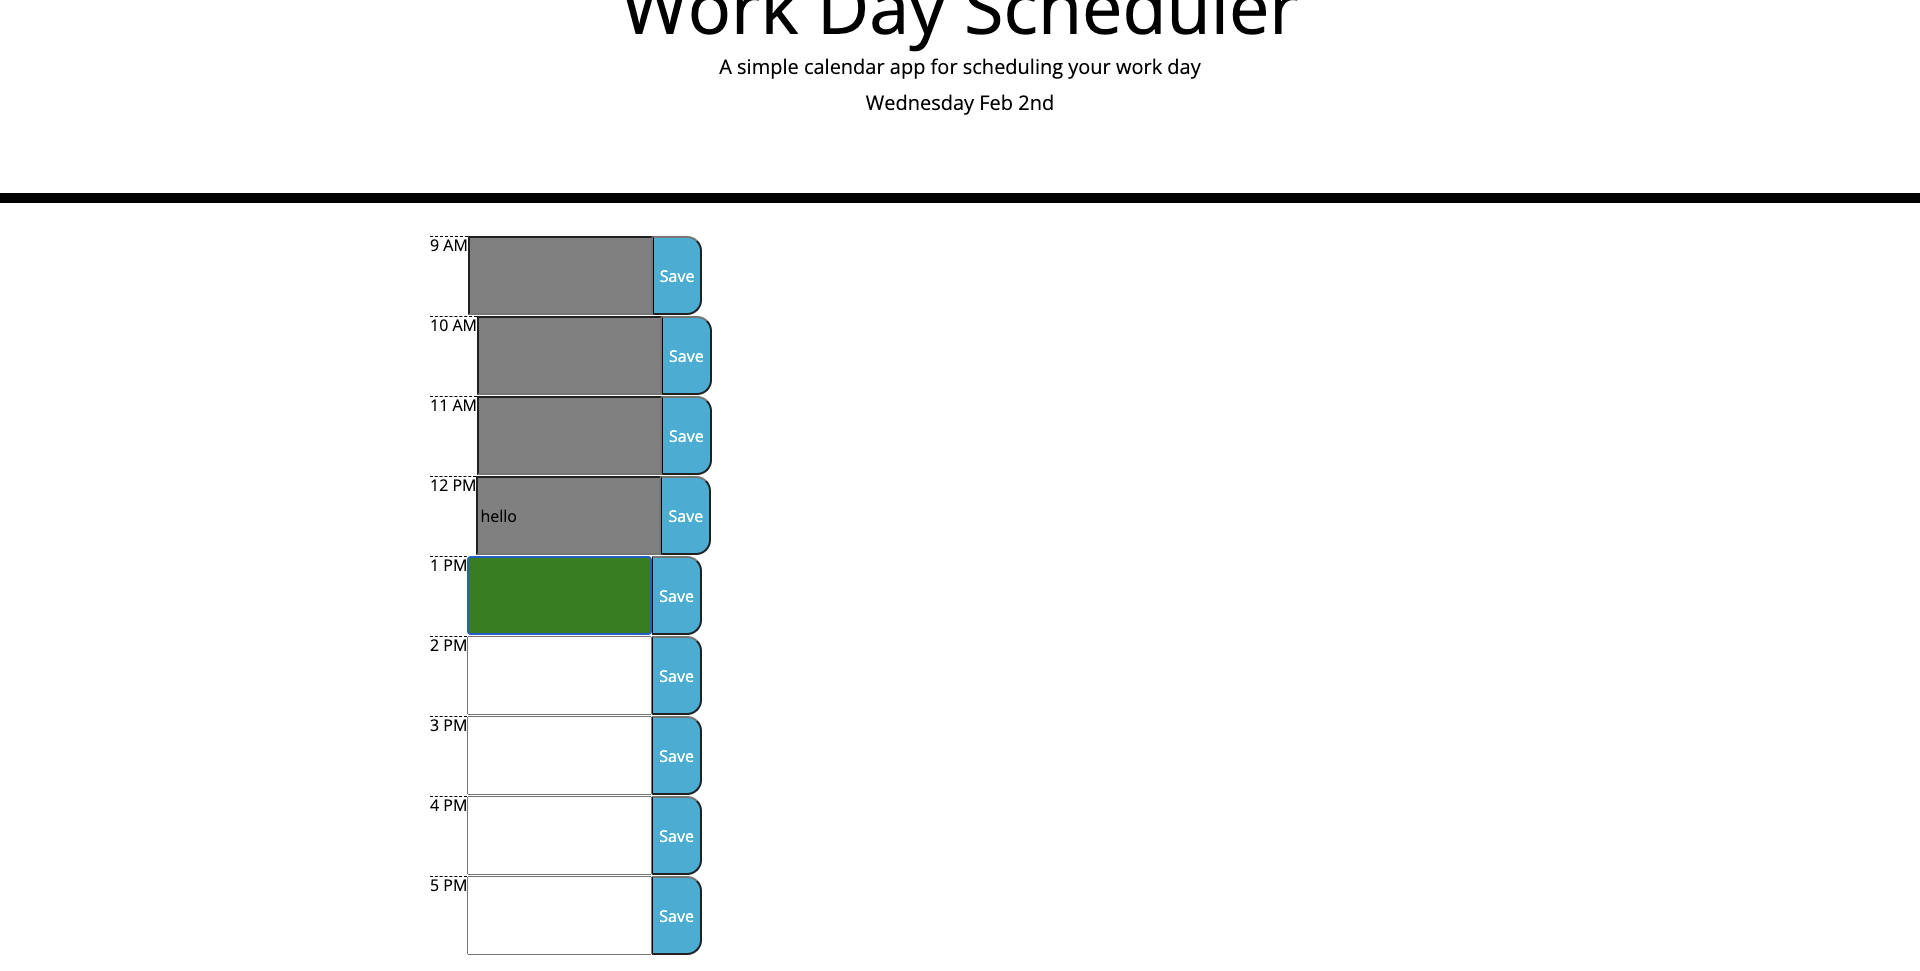 Work Day Scheduler
A simple calendar app for scheduling your work day
Wednesday Feb 2nd
9 AM Save
10 AM Save
11 AM Save
12 PM hello Save
1 PM Save
2 PM Save
3 PM Save
4 PM Save
5 PM Save